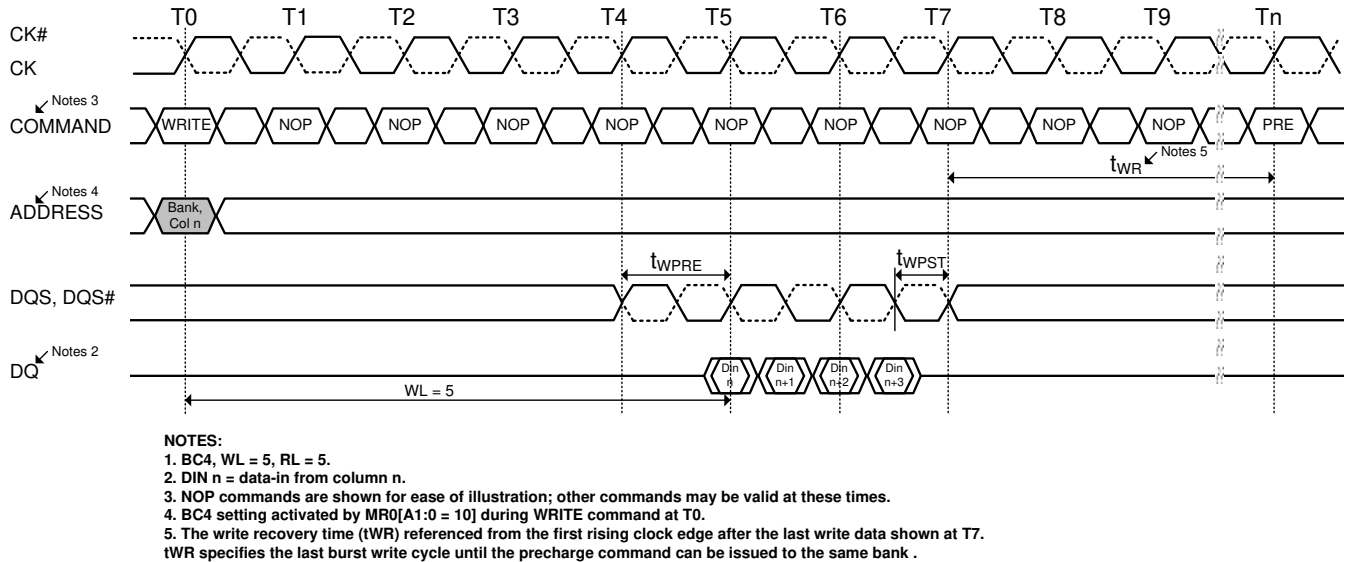 T0 T1 T2 T3 T4 T5 T6 T7 T8 T9 Tn
CK#
CK
Notes 3
COMMAND WRITE NOP NOP NOP NOP NOP NOP NOP NOP NOP PRE
tWR Notes 5
Notes 4
ADDRESS
Bank,
Col n
tWPRE tWPST
DQS, DQS#
Notes 2
DQ
Din
n
Din
n+1
Din
n+2
Din
n+3
WL = 5
NOTES:
1. BC4, WL = 5, RL = 5.
2. DIN n = data-in from column n.
3. NOP commands are shown for ease of illustration; other commands may be valid at these times.
4. BC4 setting activated by MR0[A1:0 = 10] during WRITE command at T0.
5. The write recovery time (tWR) referenced from the first rising clock edge after the last write data shown at T7.
tWR specifies the last burst write cycle until the precharge command can be issued to the same bank .